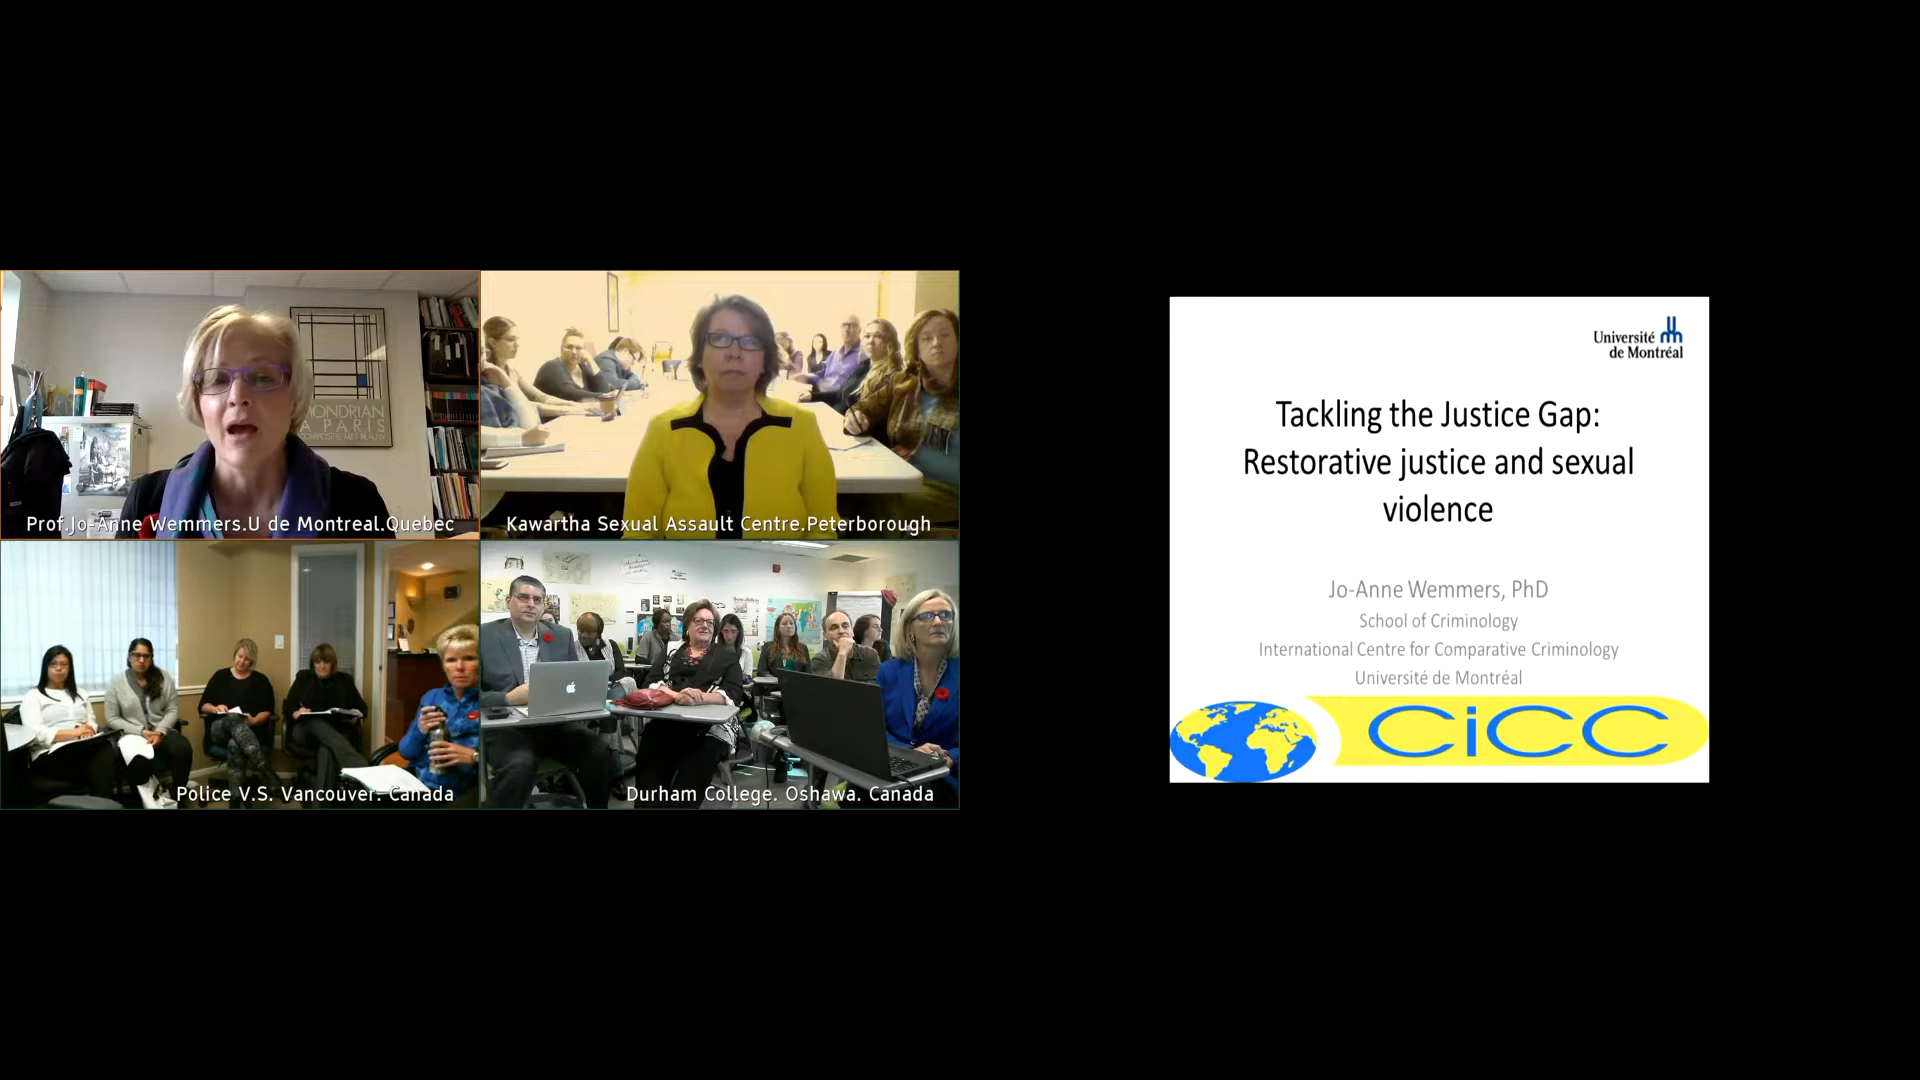 MONDRIAN
A PARIS
Prof.Jo-Anne Wemmers.U de Montreal.Quebec
Kawartha Sexual Assault Centre.Peterborough
Police V.S. Vancouver. Canada
Durham College. Oshawa. Canada
Université
de Montréal
Tackling the Justice Gap:
Restorative justice and sexual
violence
Jo-Anne Wemmers, PhD
School of Criminology
International Centre for Comparative Criminology
Université de Montréal
CiCC